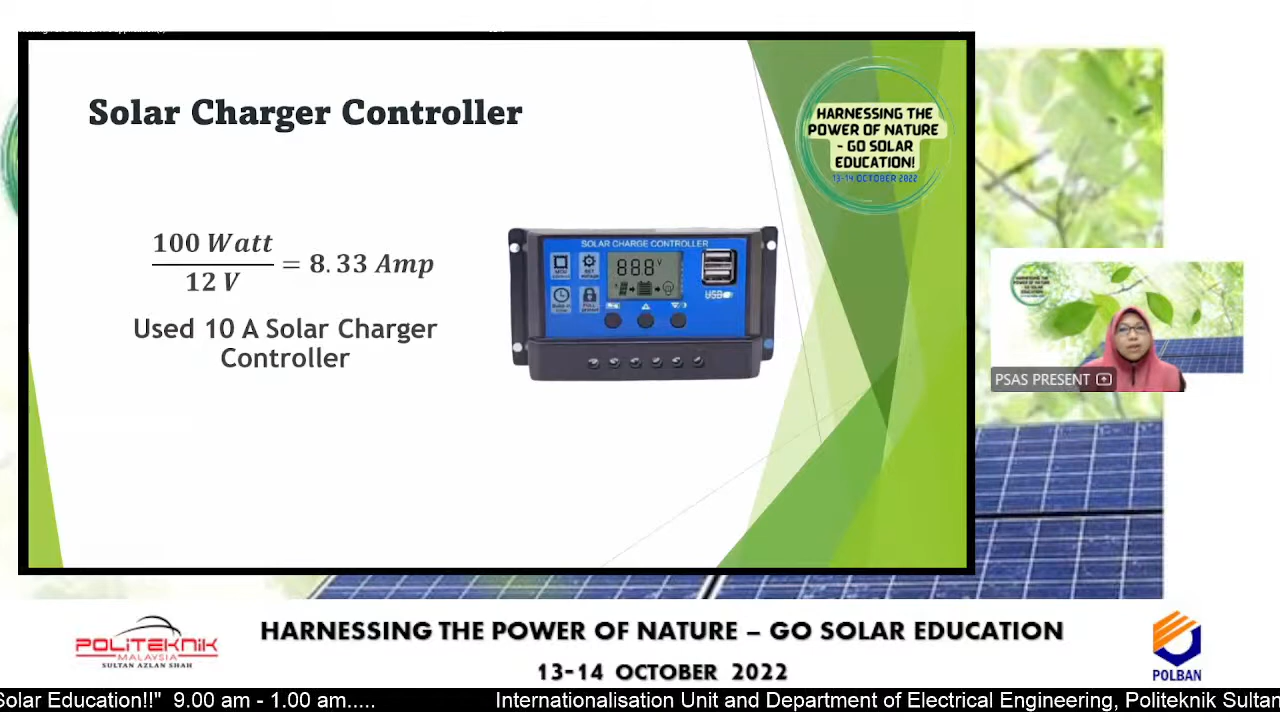 Solar Charger Controller
HARNESSING THE
POWER OF NATURE
- GO SOLAR
EDUCATION!
13-14 OCTOBER 2022
100 Watt
12 V
= 8.33 Amp
Used 10 A Solar Charger
Controller
SOLAR CHARGE CONTROLLER
888 V
USB
PSAS PRESENT
POLITEKNIK
MALAYSIA
SULTAN AZLAN SHAH
HARNESSING THE POWER OF NATURE – GO SOLAR EDUCATION
13-14 OCTOBER 2022
POLBAN
Solar Education!!" 9.00 am - 1.00 am..... Internationalisation Unit and Department of Electrical Engineering, Politeknik Sultan